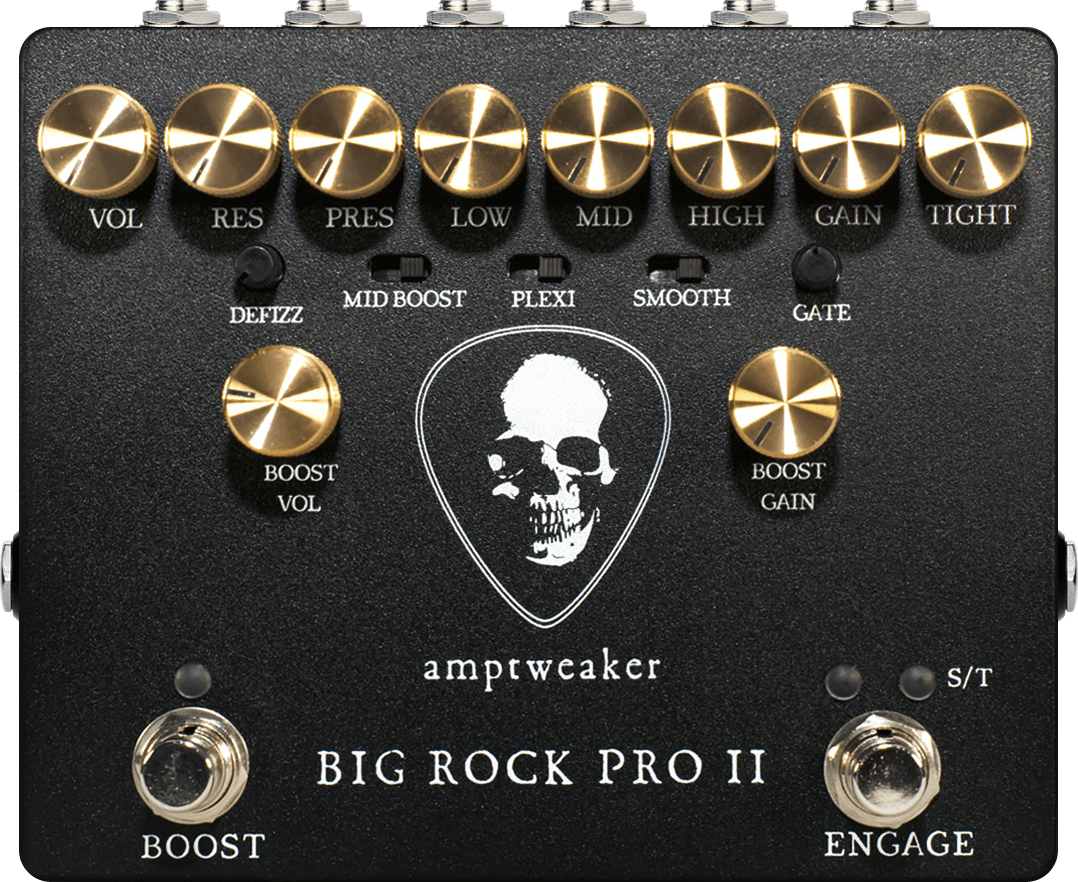 VOL RES PRES LOW MID HIGH GAIN TIGHT
DEFIZZ MID BOOST PLEXI SMOOTH GATE
BOOST
VOL
BOOST
GAIN
amptweaker
S/T
BIG ROCK PRO II
BOOST
ENGAGE